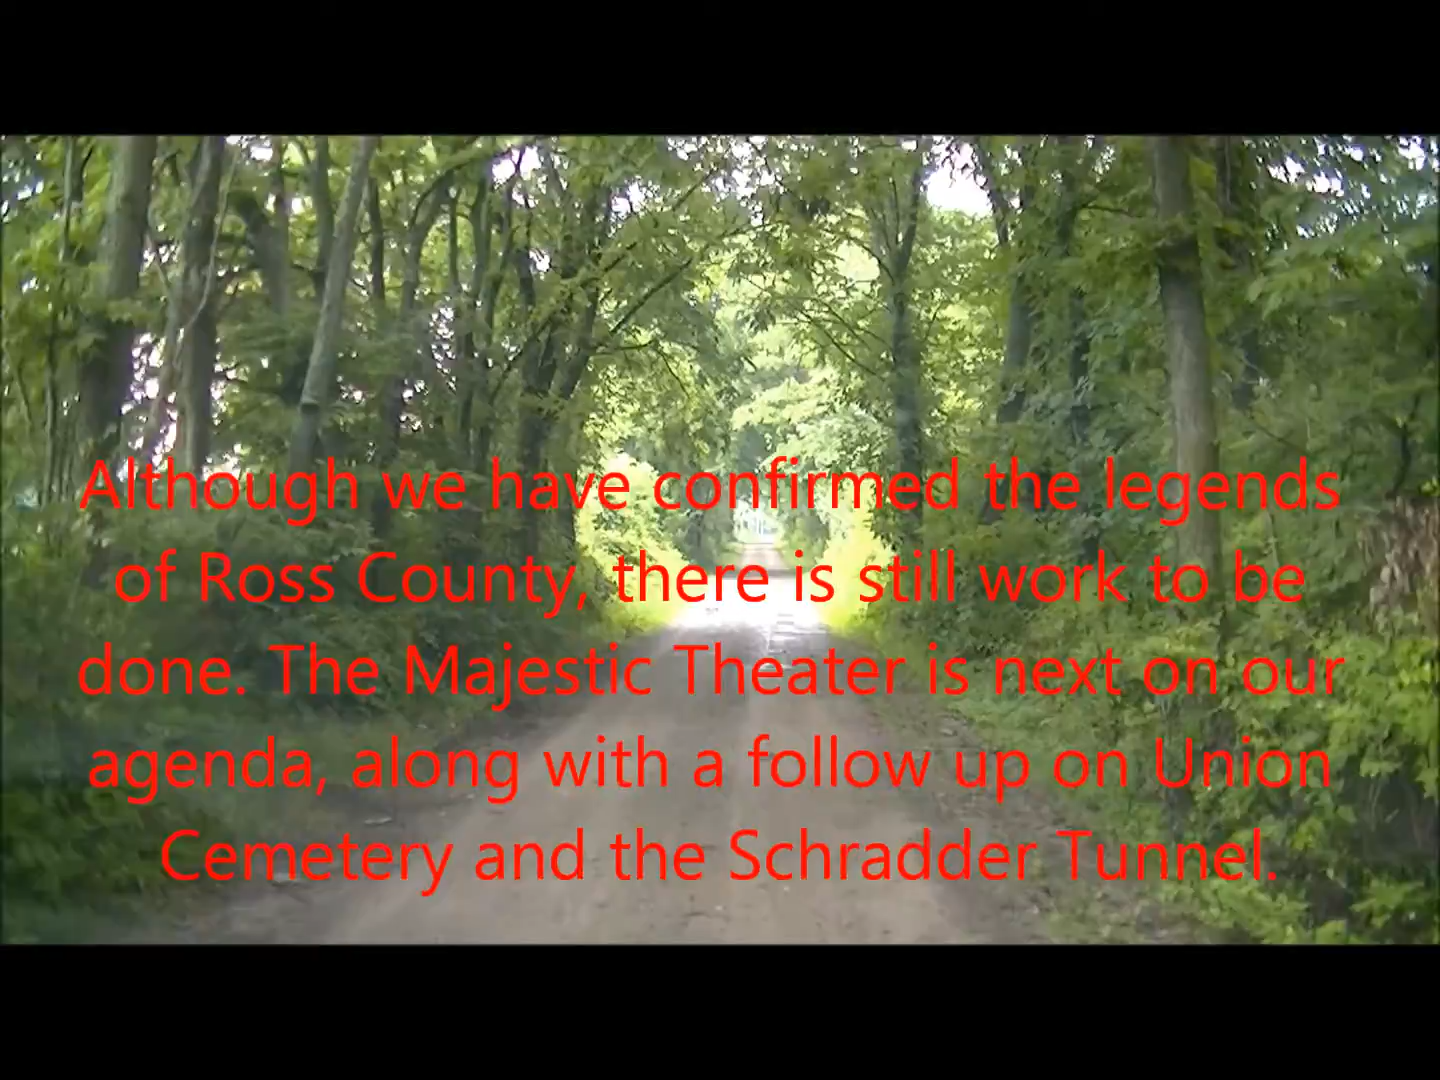 Although we have confirmed the legends
of Ross County, there is still work to be
done. The Majestic Theater is next on our
agenda, along with a follow up on Union
Cemetery and the Schradder Tunnel.